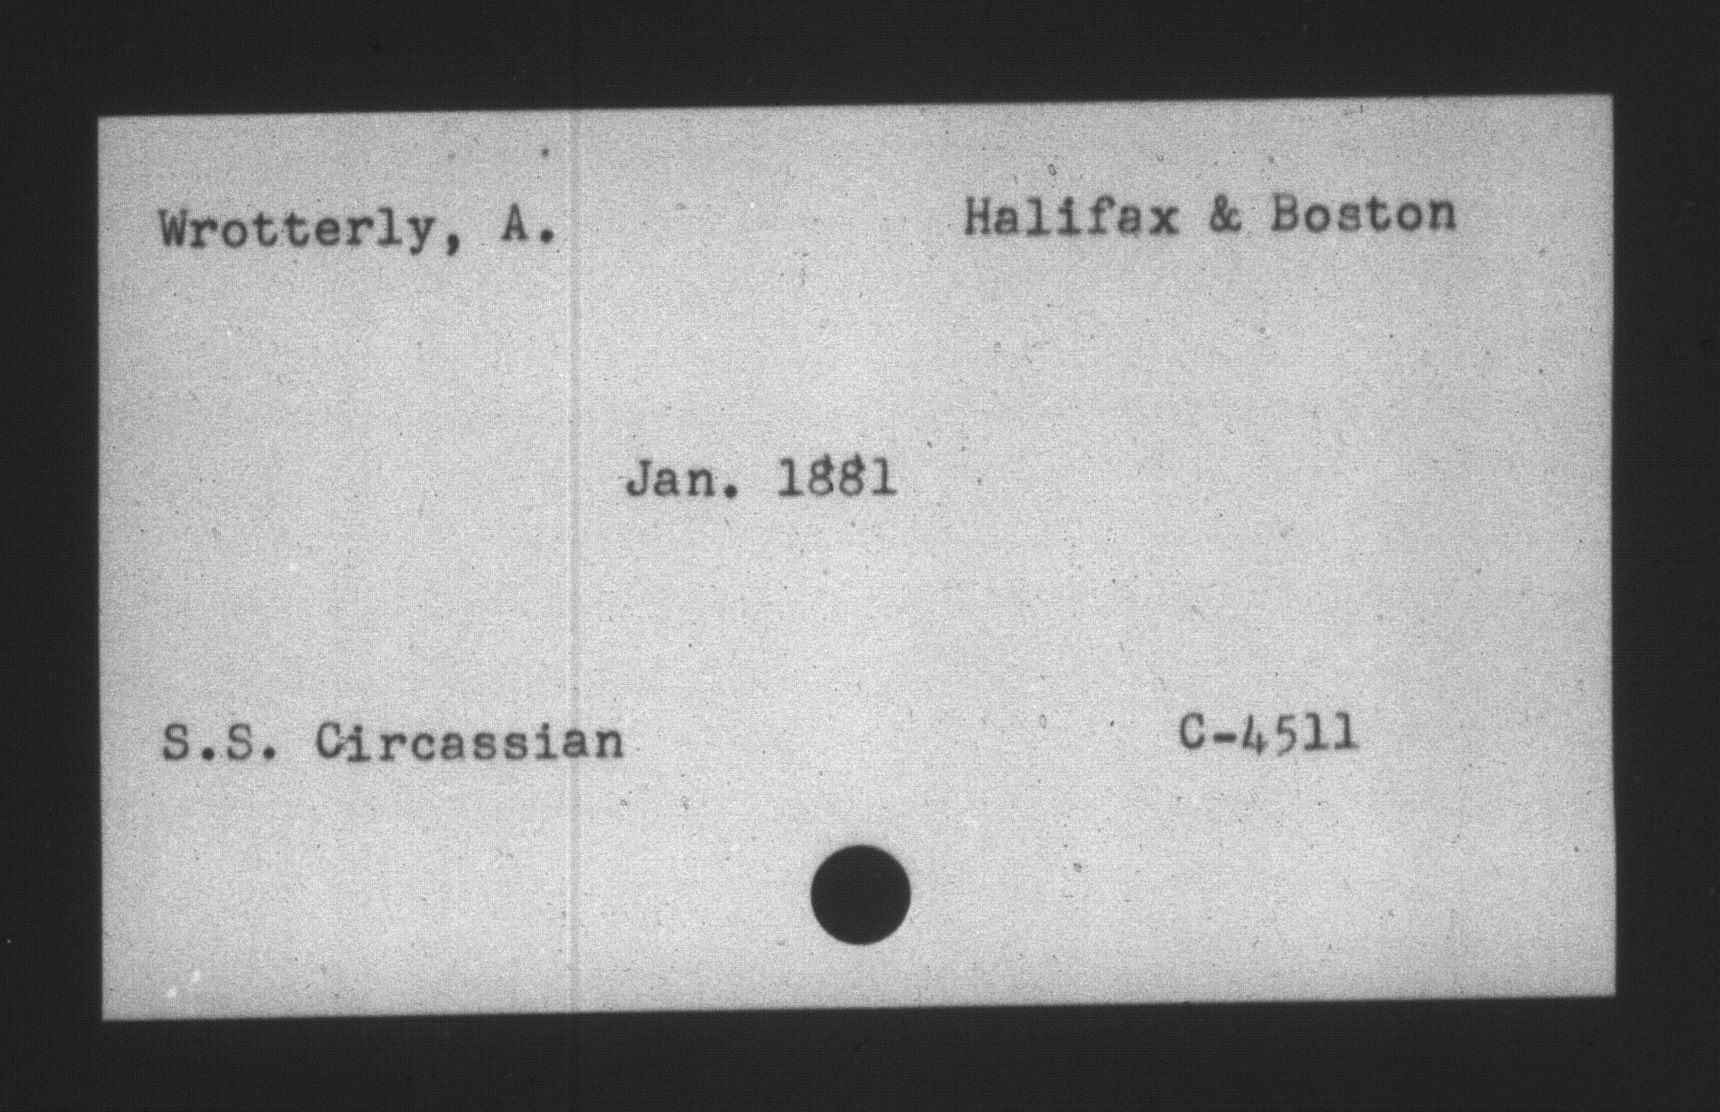 Wrotterly, A.
Halifax & Boston
Jan. 1881
S.S. Circassian
C-4511